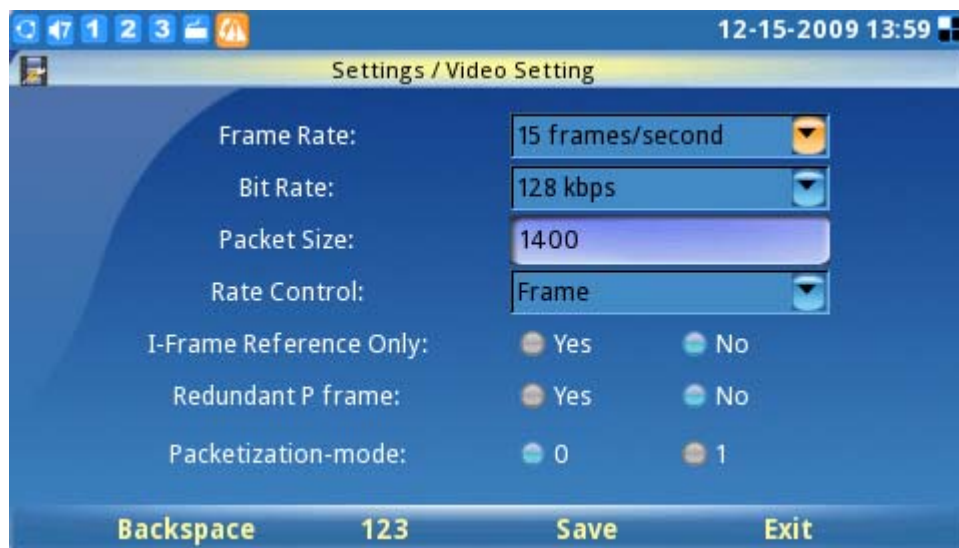 7 1 2 3 12-15-2009 13:59
Settings / Video Setting
Frame Rate: 15 frames/second
Bit Rate: 128 kbps
Packet Size: 1400
Rate Control: Frame
I-Frame Reference Only: Yes No
Redundant P frame: Yes No
Packetization-mode: 0 1
Backspace 123 Save Exit